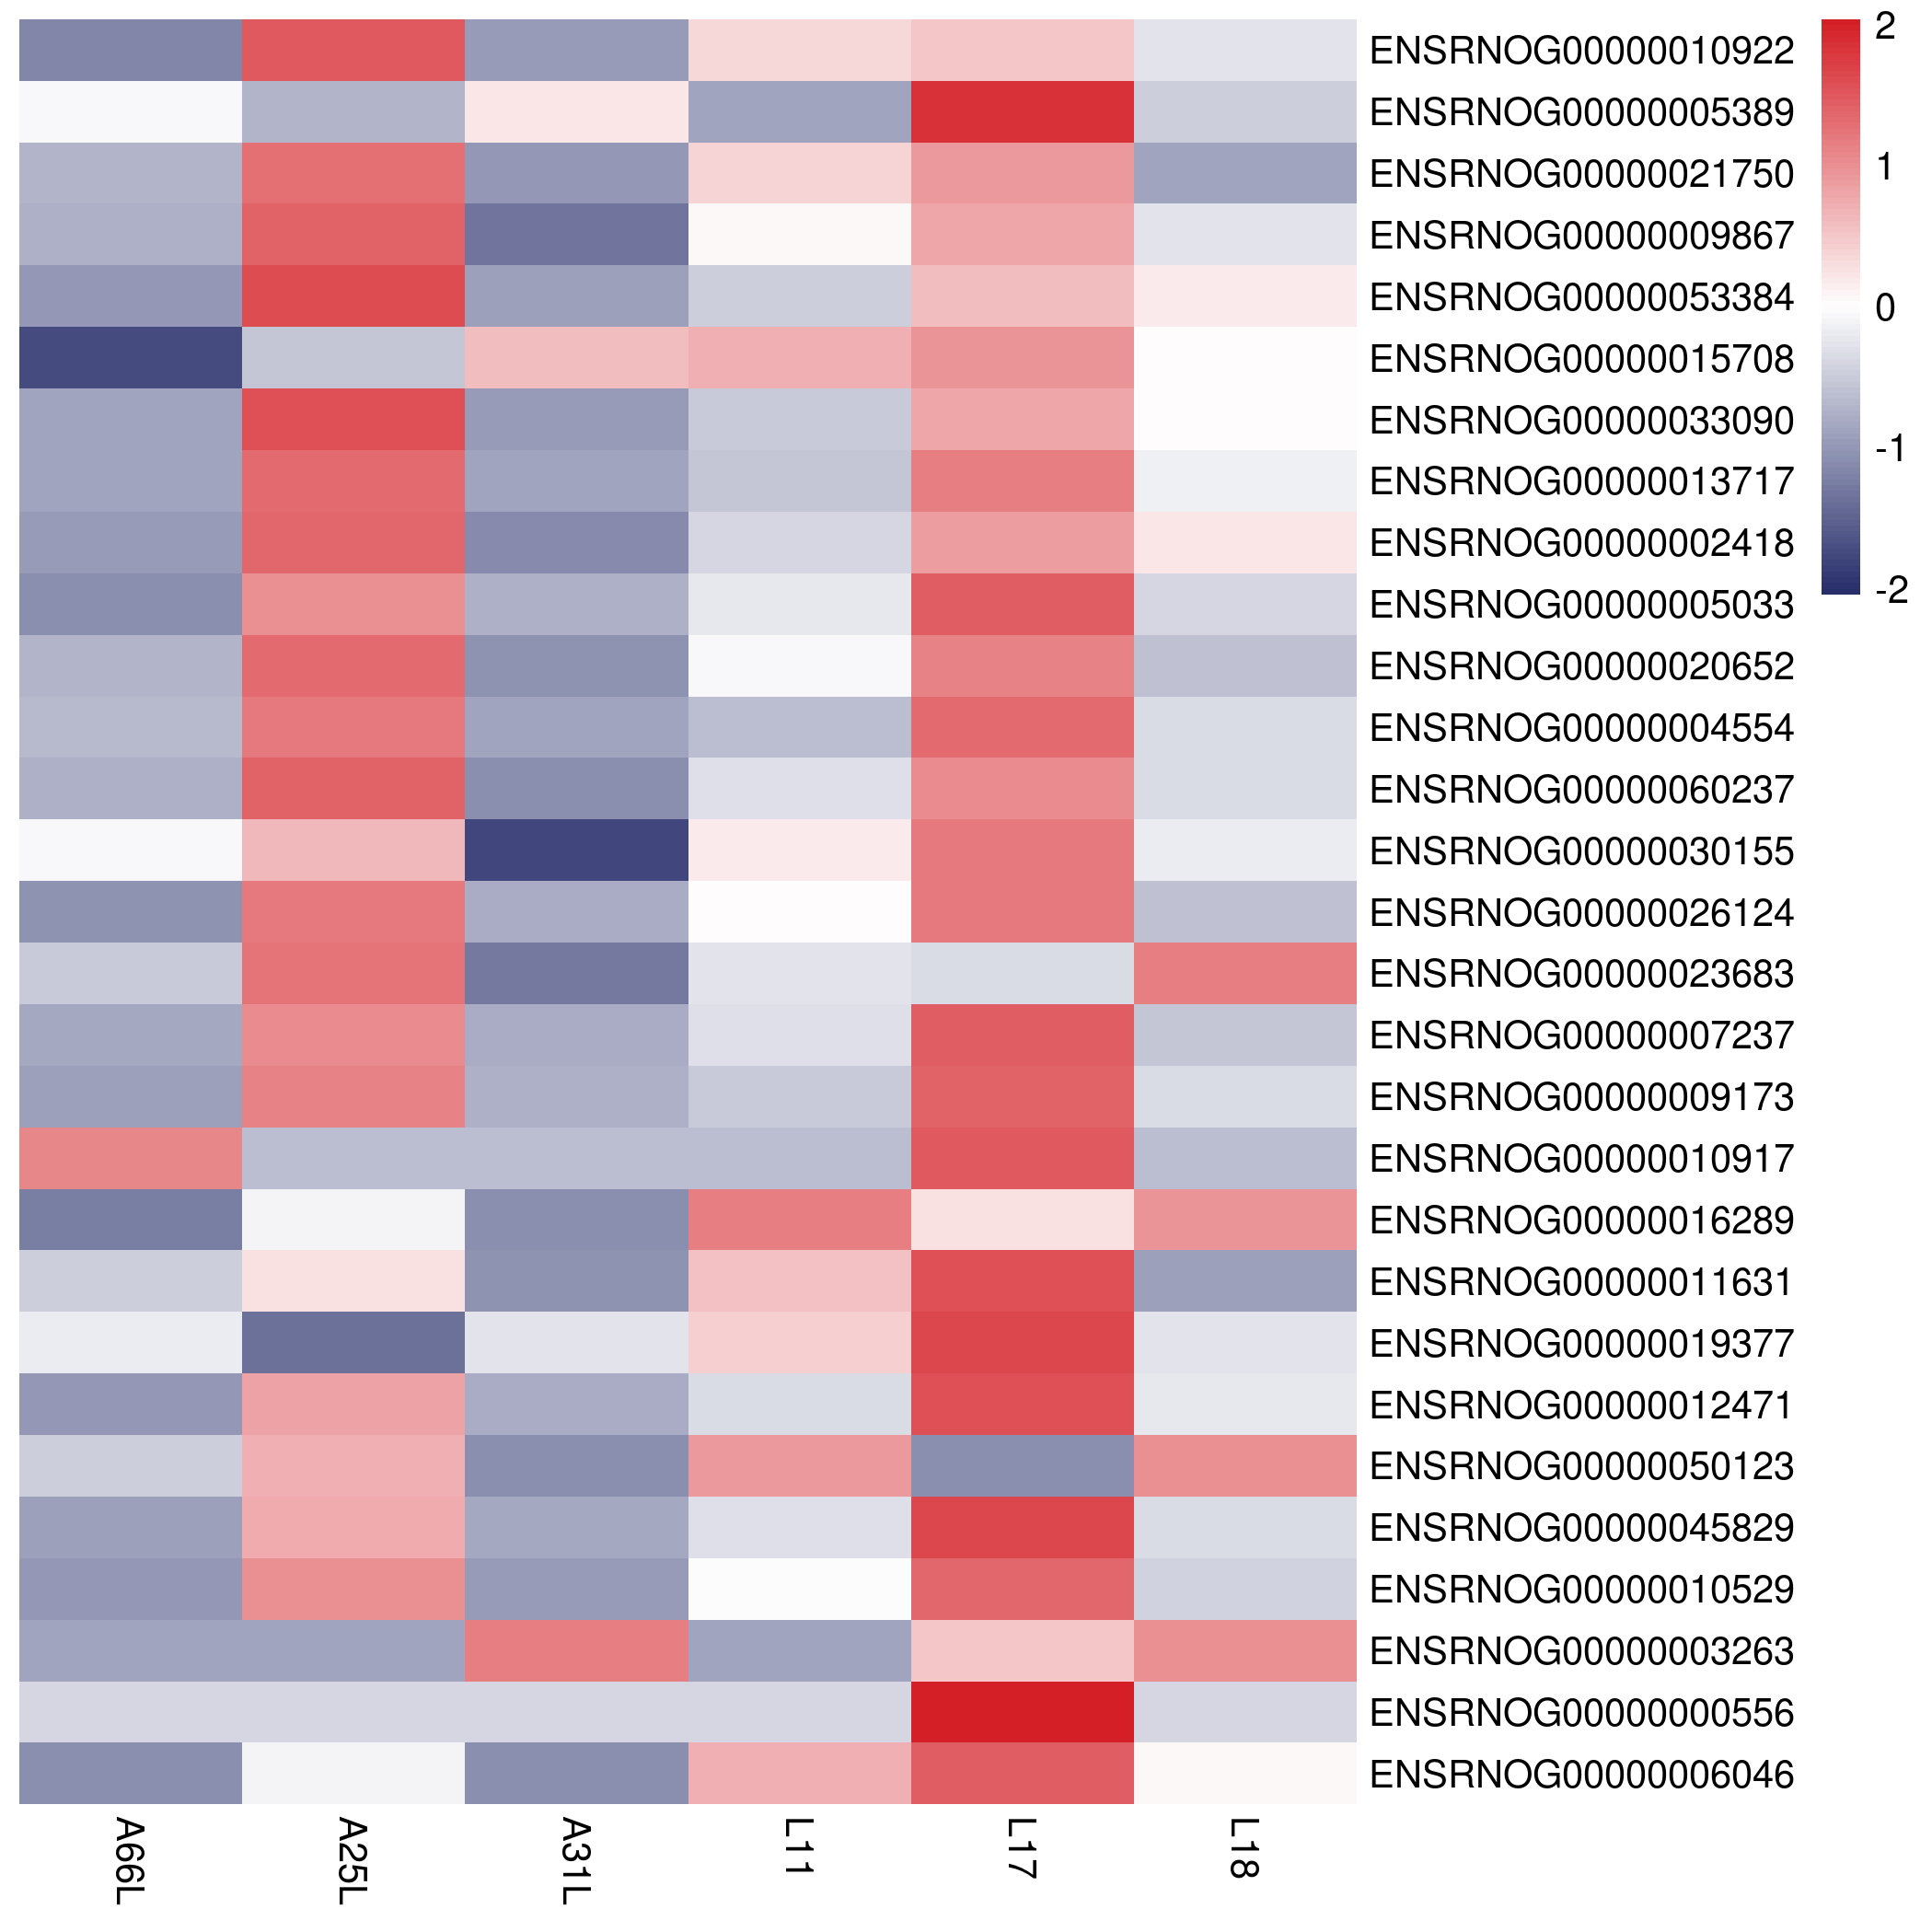 ENSRNOG00000010922
ENSRNOG00000005389
ENSRNOG00000021750
ENSRNOG00000009867
ENSRNOG00000053384
ENSRNOG00000015708
ENSRNOG00000033090
ENSRNOG00000013717
ENSRNOG00000002418
ENSRNOG00000005033
ENSRNOG00000020652
ENSRNOG00000004554
ENSRNOG00000060237
ENSRNOG00000030155
ENSRNOG00000026124
ENSRNOG00000023683
ENSRNOG00000007237
ENSRNOG00000009173
ENSRNOG00000010917
ENSRNOG00000016289
ENSRNOG00000011631
ENSRNOG00000019377
ENSRNOG00000012471
ENSRNOG00000050123
ENSRNOG00000045829
ENSRNOG00000010529
ENSRNOG00000003263
ENSRNOG00000000556
ENSRNOG00000006046
2
1
0
-1
-2
A66L
A25L
A31L
L11
L17
L18